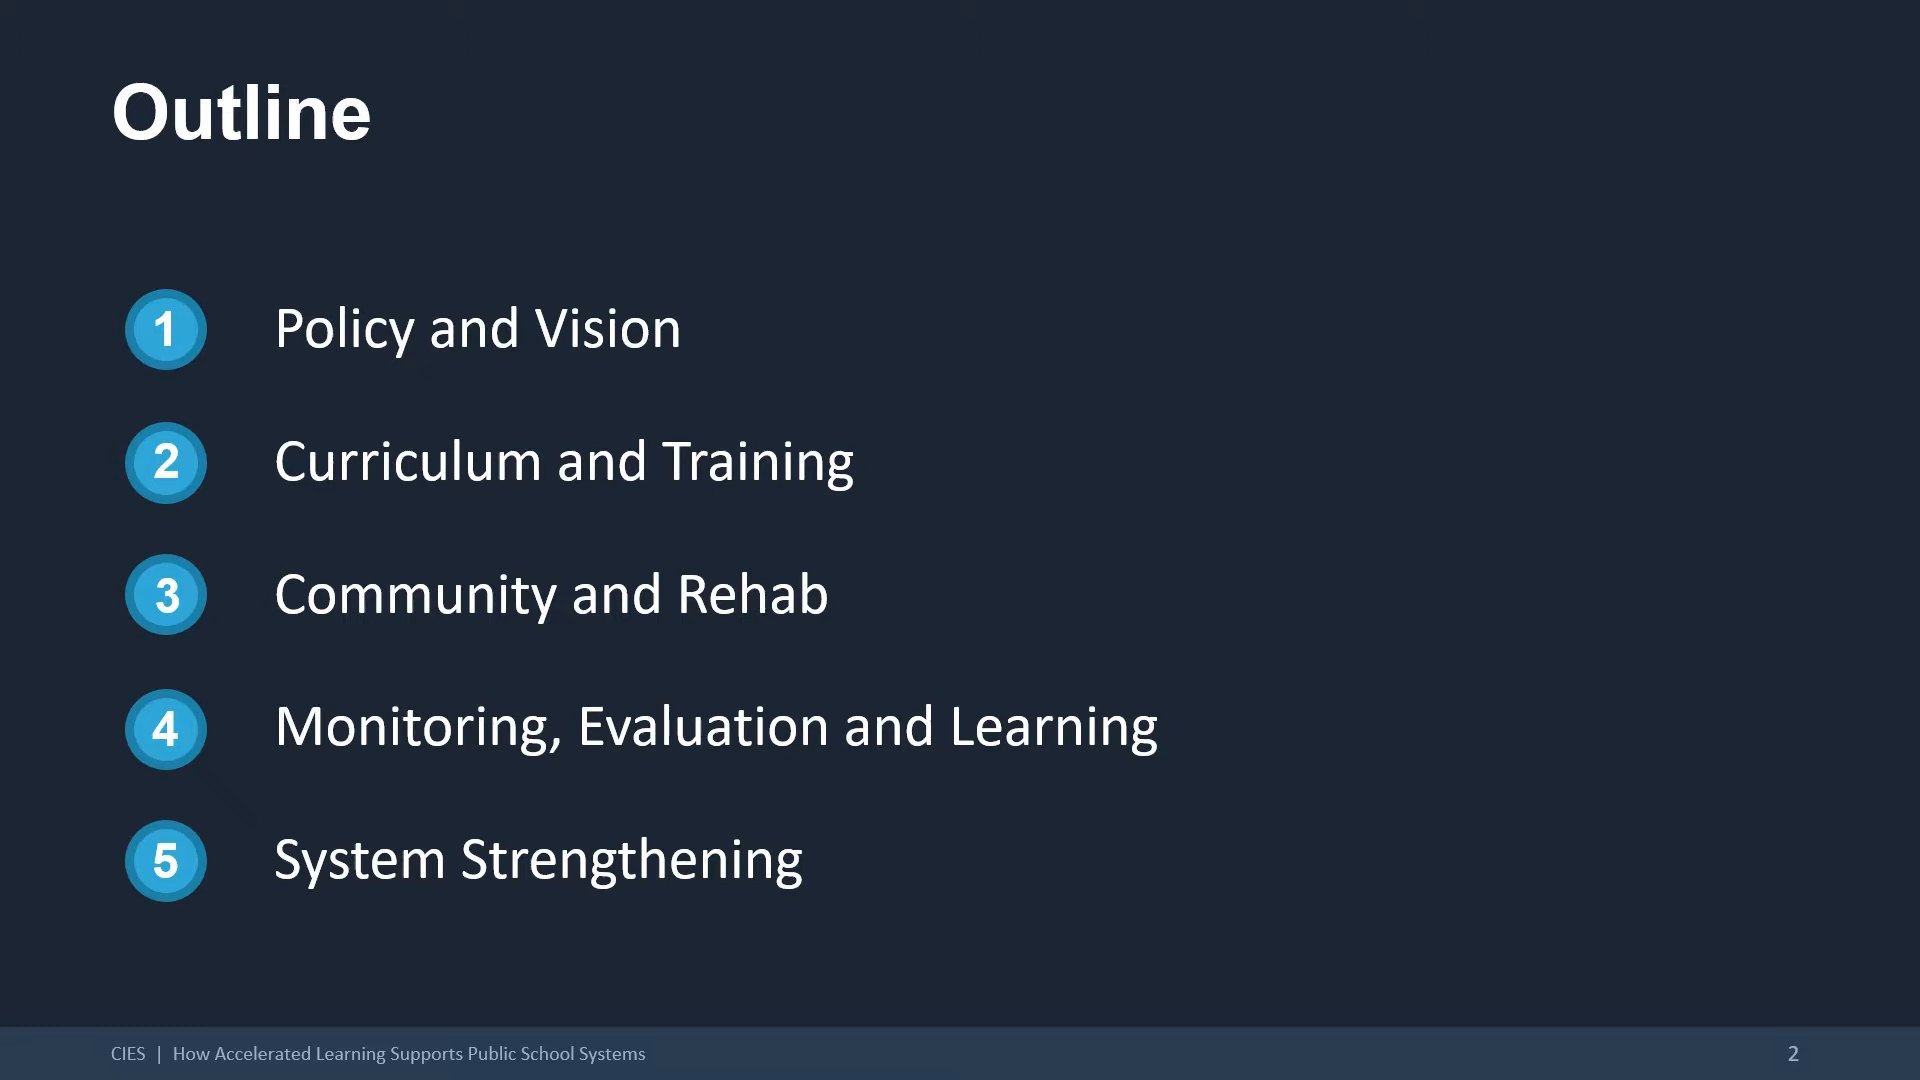 Outline
1 Policy and Vision
2 Curriculum and Training
3 Community and Rehab
4 Monitoring, Evaluation and Learning
5 System Strengthening
CIES | How Accelerated Learning Supports Public School Systems 2